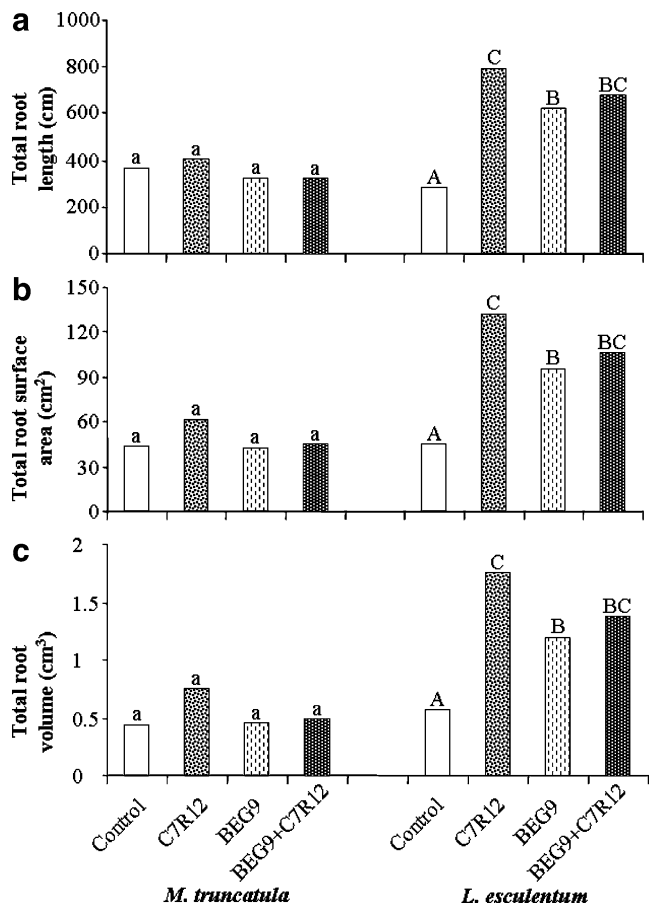 a
Total root
length (cm)
1000
800
600
400
200
0
a
a
a
a
A
C
B
BC
b
Total root surface
area (cm²)
150
120
90
60
30
0
a
a
a
a
A
C
B
BC
c
Total root
volume (cm³)
2
1.5
1
0.5
0
a
a
a
a
A
C
B
BC
Control
C7R12
BEG9
BEG9+C7R12
Control
C7R12
BEG9
BEG9+C7R12
M. truncatula
L. esculentum